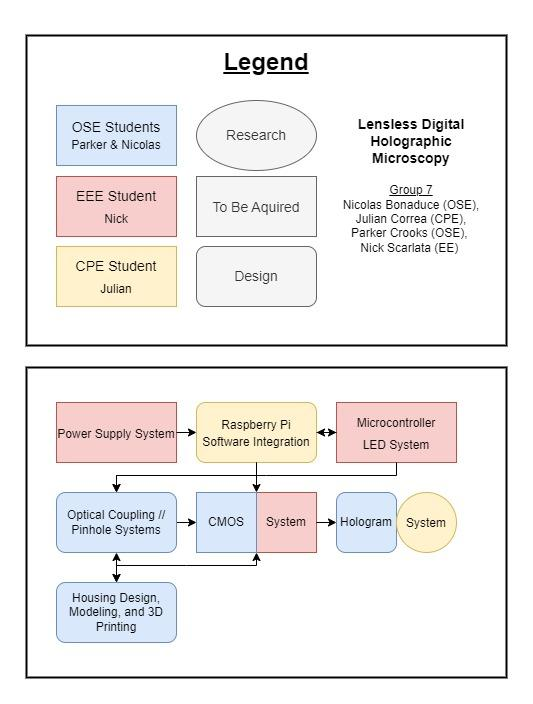 Legend
OSE Students
Parker & Nicolas
Research
EEE Student
Nick
To Be Aquired
CPE Student
Julian
Design
Lensless Digital
Holographic
Microscopy
Group 7
Nicolas Bonaduce (OSE),
Julian Correa (CPE),
Parker Crooks (OSE),
Nick Scarlata (EE)
Power Supply System
Raspberry Pi
Software Integration
Microcontroller
LED System
Optical Coupling //
Pinhole Systems
CMOS
System
Hologram
System
Housing Design,
Modeling, and 3D
Printing